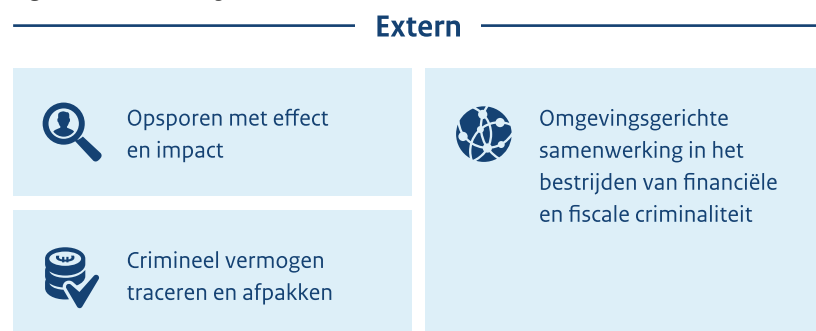 Extern
Opsporen met effect
en impact
Crimineel vermogen
traceren en afpakken
Omgevingsgerichte
samenwerking in het
bestrijden van financiële
en fiscale criminaliteit